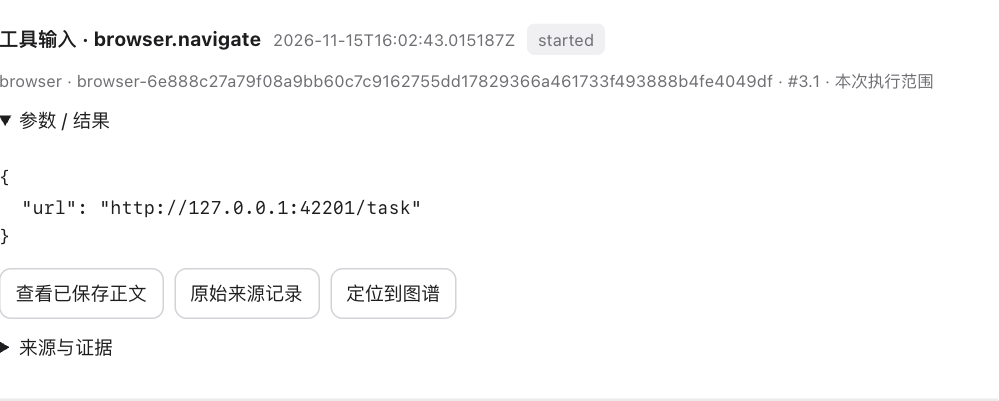 工具输入 · browser.navigate 2026-11-15T16:02:43.015187Z started
browser · browser-6e888c27a79f08a9bb60c7c9162755dd17829366a461733f493888b4fe4049df · #3.1 · 本次执行范围
▼ 参数 / 结果
{
  "url": "http://127.0.0.1:42201/task"
}
查看已保存正文 原始来源记录 定位到图谱
▶ 来源与证据